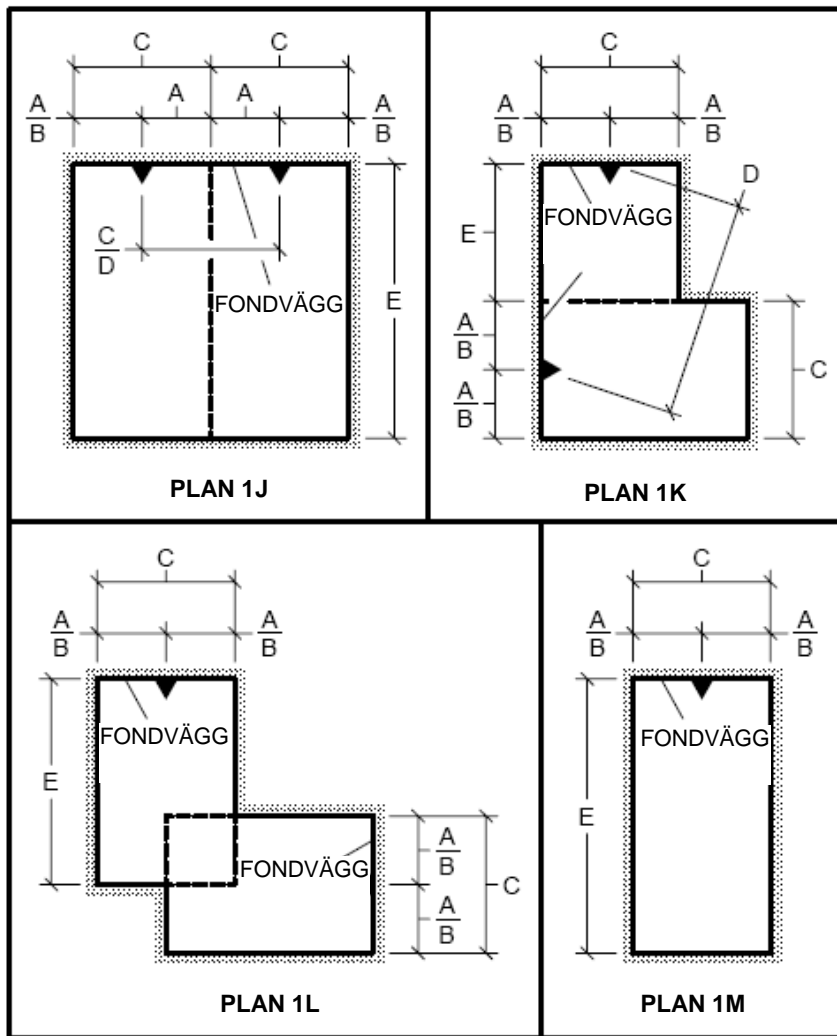 C C
A/B A A A/B
C/D
FONDVÄGG
E
PLAN 1J
C
A/B A/B
D
FONDVÄGG
E
A/B
A/B
C
PLAN 1K
C
A/B A/B
FONDVÄGG
E
FONDVÄGG
A/B
A/B
C
PLAN 1L
C
A/B A/B
FONDVÄGG
E
PLAN 1M